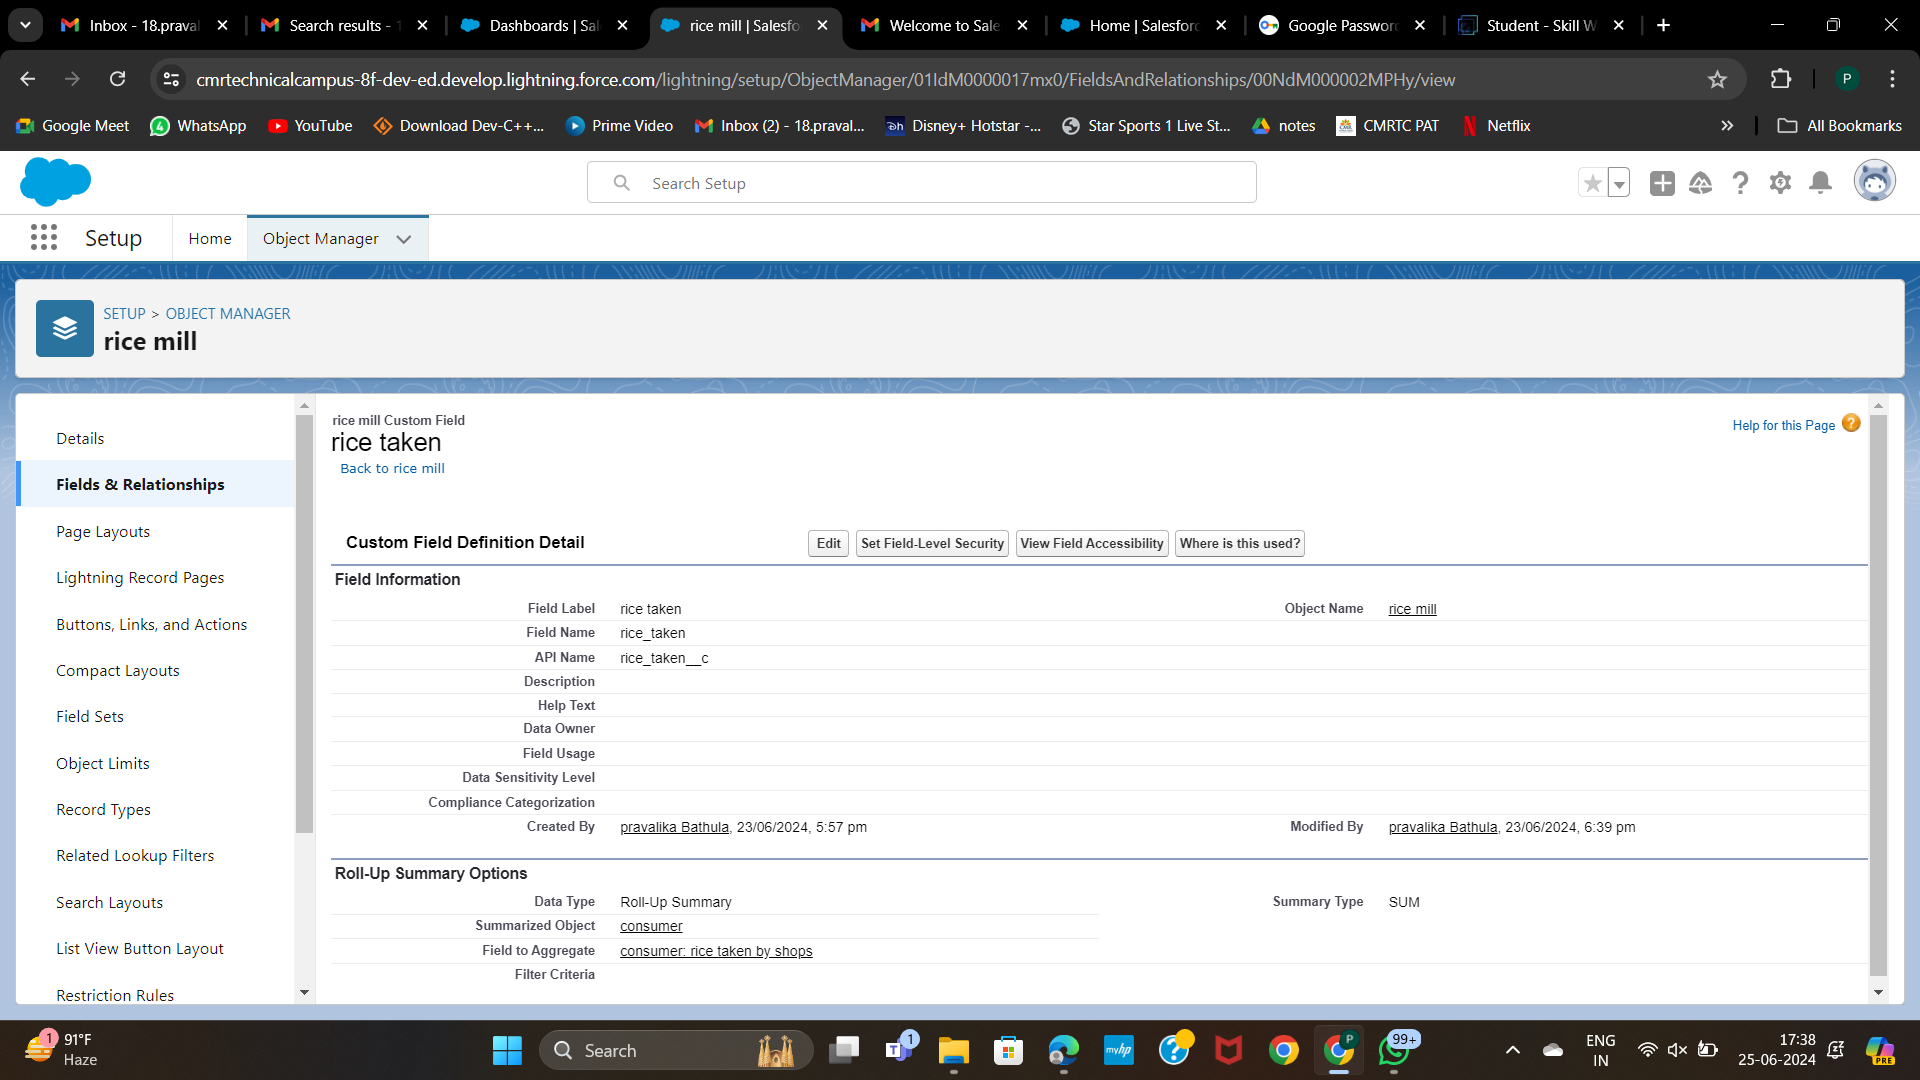 Inbox - 18.praval
Search results - 1
Dashboards | Sal
rice mill | Salesfo
Welcome to Sale
Home | Salesforc
Google Password
Student - Skill W
cmrtechnicalcampus-8f-dev-ed.develop.lightning.force.com/lightning/setup/ObjectManager/01IdM0000017mx0/FieldsAndRelationships/00NdM000002MPHy/view
P
Google Meet
WhatsApp
YouTube
Download Dev-C++...
Prime Video
Inbox (2) - 18.praval...
Disney+ Hotstar -...
Star Sports 1 Live St...
notes
CMRTC PAT
Netflix
All Bookmarks
Search Setup
Setup
Home
Object Manager
SETUP > OBJECT MANAGER
rice mill
Details
Fields & Relationships
Page Layouts
Lightning Record Pages
Buttons, Links, and Actions
Compact Layouts
Field Sets
Object Limits
Record Types
Related Lookup Filters
Search Layouts
List View Button Layout
Restriction Rules
rice mill Custom Field
rice taken
Back to rice mill
Help for this Page
Custom Field Definition Detail
Edit
Set Field-Level Security
View Field Accessibility
Where is this used?
Field Information
Field Label rice taken
Object Name rice mill
Field Name rice_taken
API Name rice_taken__c
Description
Help Text
Data Owner
Field Usage
Data Sensitivity Level
Compliance Categorization
Created By pravalika Bathula, 23/06/2024, 5:57 pm
Modified By pravalika Bathula, 23/06/2024, 6:39 pm
Roll-Up Summary Options
Data Type Roll-Up Summary
Summary Type SUM
Summarized Object consumer
Field to Aggregate consumer: rice taken by shops
Filter Criteria
1
91°F
Haze
Search
1
myhp
P
99+
ENG
IN
17:38
25-06-2024
PRE